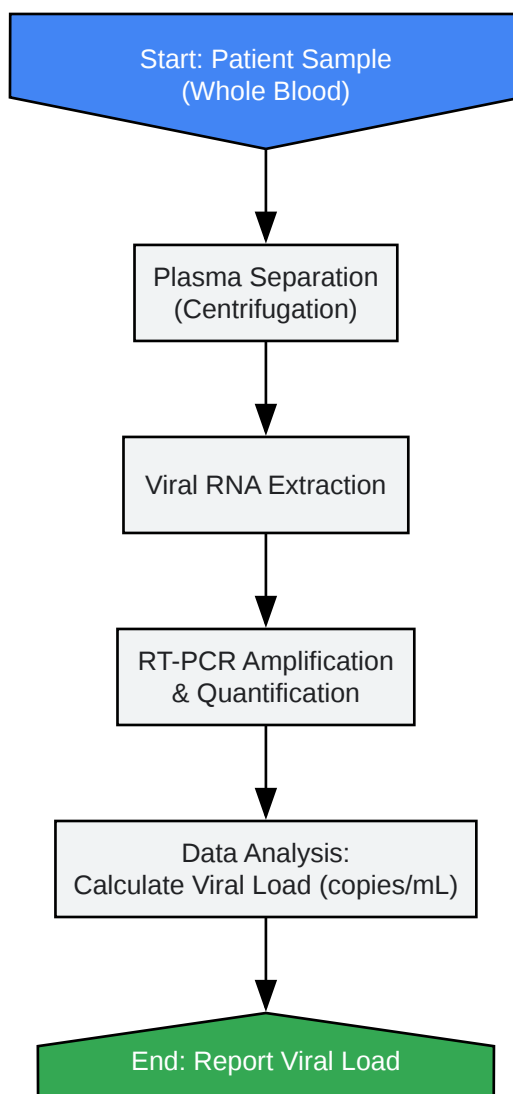 Start: Patient Sample
(Whole Blood)
Plasma Separation
(Centrifugation)
Viral RNA Extraction
RT-PCR Amplification
& Quantification
Data Analysis:
Calculate Viral Load (copies/mL)
End: Report Viral Load